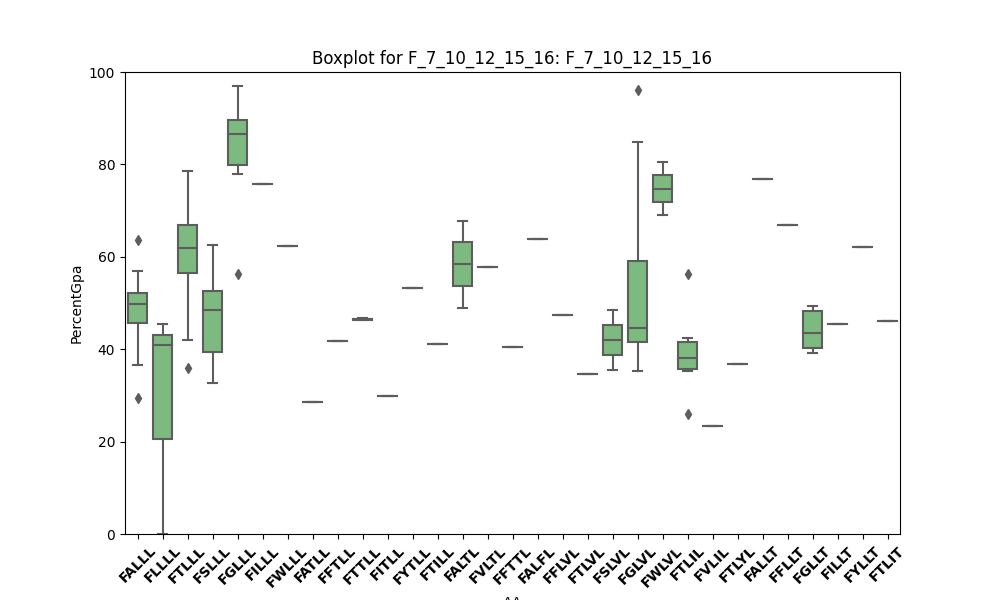 Boxplot for F_7_10_12_15_16: F_7_10_12_15_16
100
80
60
40
20
0
PercentGpa
FALLL
FLLLL
FTLLL
FSLLL
FGLLL
FILLL
FWLLL
FATLL
FFTLL
FTTLL
FITLL
FYTLL
FTILL
FALTL
FVLTL
FFTTL
FALFL
FFLVL
FTLVL
FSLVL
FGLVL
FWLVL
FTLIL
FVLIL
FTLYL
FALLT
FFLLT
FGLLT
FILLT
FYLLT
FTLIT